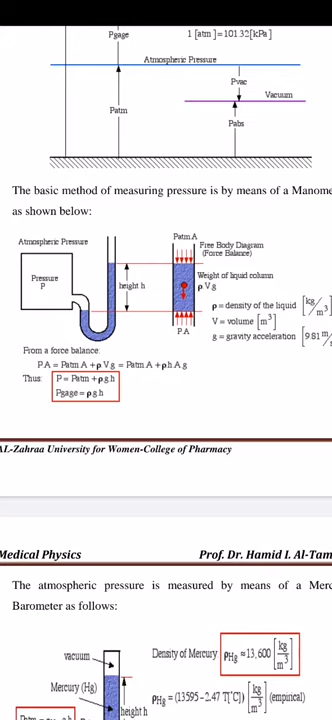 Pgage
1 [atm]=101.32[kPa]
Atmospheric Pressure
Pvac
Vacuum
Patm
Pabs
The basic method of measuring pressure is by means of a Manome
as shown below:
Patm A
Atmospheric Pressure
Free Body Diagram
(Force Balance)
Pressure
P
height h
Weight of liquid column
ρ V g
ρ = density of the liquid [kg/m³]
V = volume [m³]
P A
g = gravity acceleration [9.81 m/
From a force balance:
P A = Patm A + ρ V g = Patm A + ρ h A g
Thus: P = Patm + ρ g h
Pgage = ρ g h
AL-Zahraa University for Women-College of Pharmacy
Medical Physics Prof. Dr. Hamid I. Al-Tam
The atmospheric pressure is measured by means of a Merc
Barometer as follows:
vacuum
Density of Mercury ρHg ≈ 13,600 [kg/m³]
Mercury (Hg)
ρHg = (13595 - 2.47 T[°C]) [kg/m³] (empirical)
height h